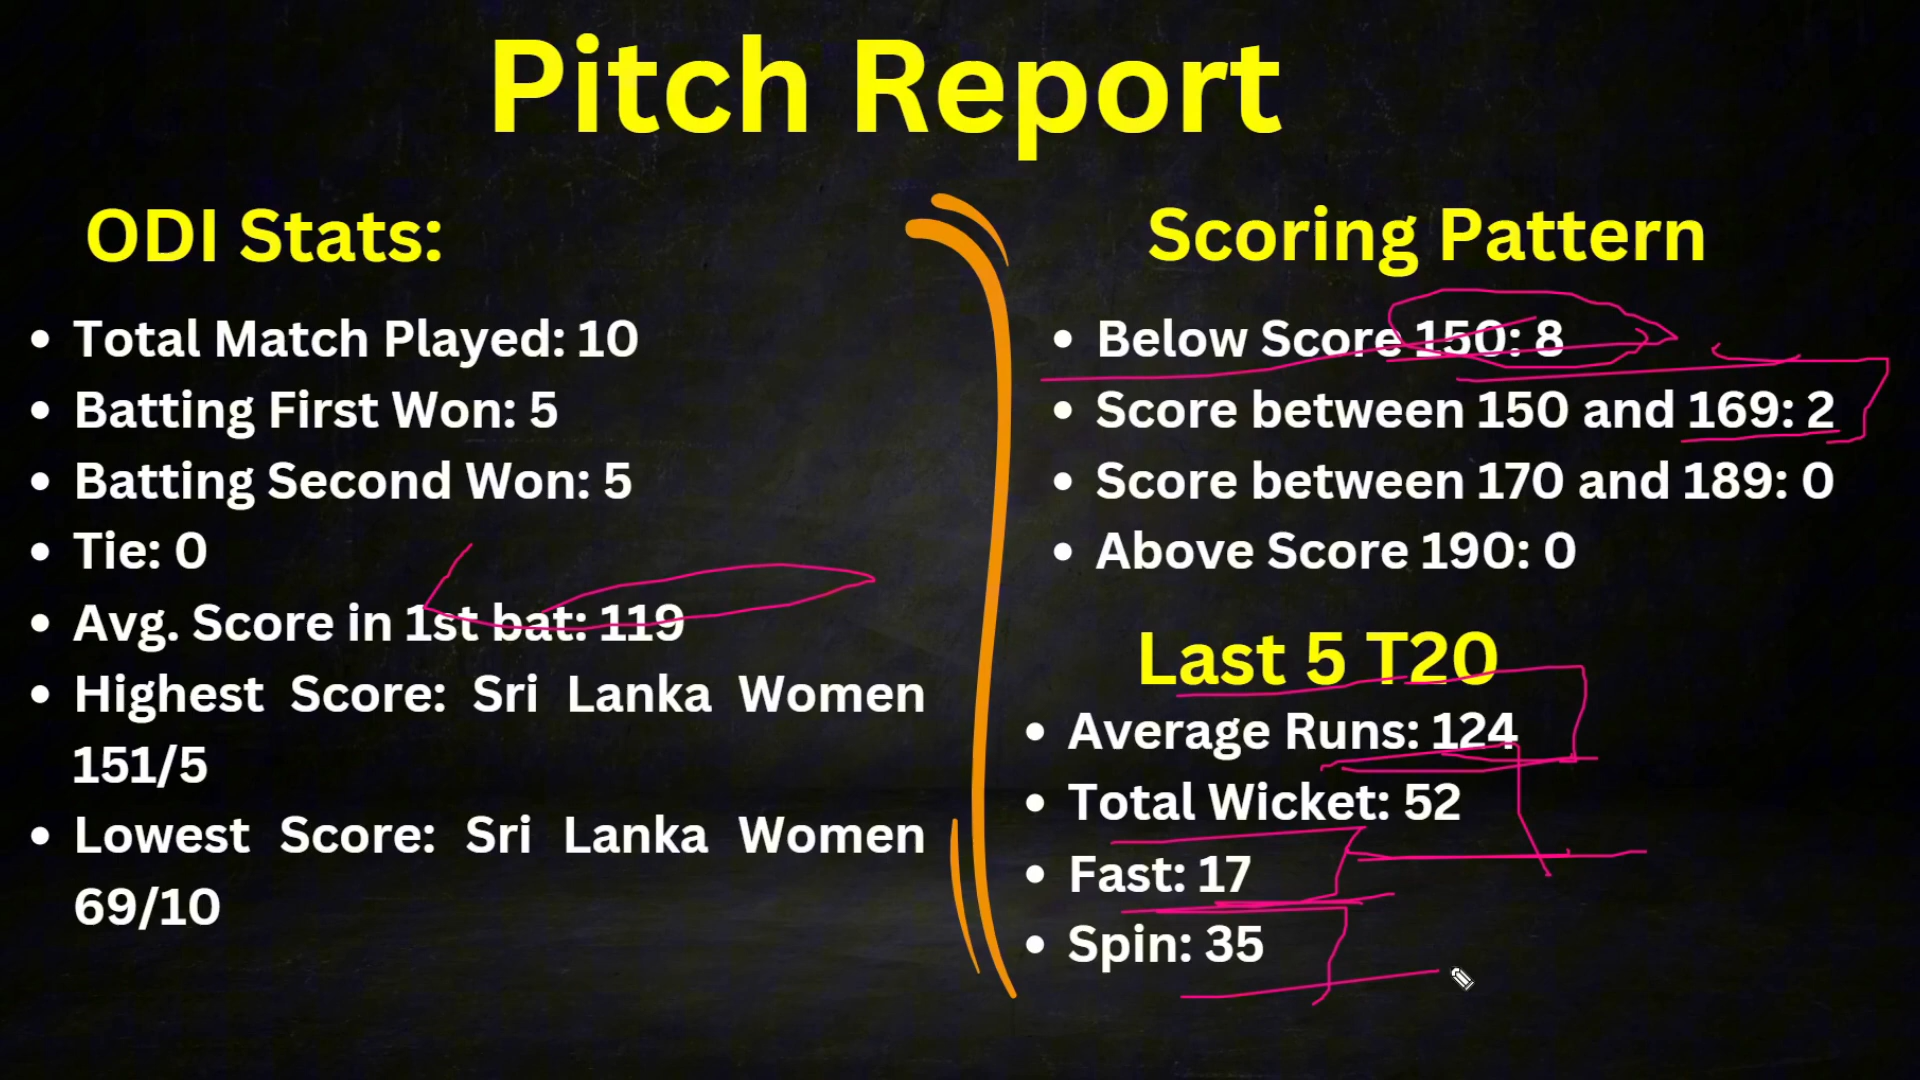 Pitch Report
ODI Stats:
• Total Match Played: 10
• Batting First Won: 5
• Batting Second Won: 5
• Tie: 0
• Avg. Score in 1st bat: 119
• Highest Score: Sri Lanka Women
151/5
• Lowest Score: Sri Lanka Women
69/10
Scoring Pattern
• Below Score 150: 8
• Score between 150 and 169: 2
• Score between 170 and 189: 0
• Above Score 190: 0
Last 5 T20
• Average Runs: 124
• Total Wicket: 52
• Fast: 17
• Spin: 35